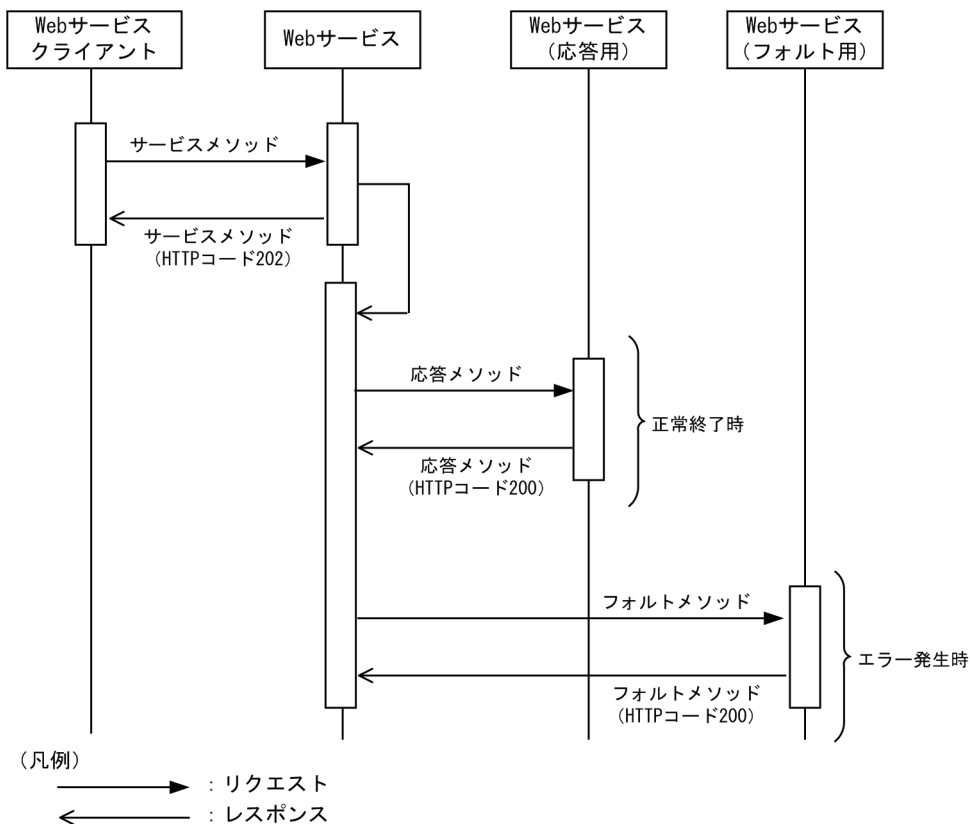 Webサービス
クライアント
Webサービス
Webサービス
（応答用）
Webサービス
（フォルト用）
サービスメソッド
サービスメソッド
（HTTPコード202）
応答メソッド
正常終了時
応答メソッド
（HTTPコード200）
フォルトメソッド
エラー発生時
フォルトメソッド
（HTTPコード200）
（凡例）
：リクエスト
：レスポンス